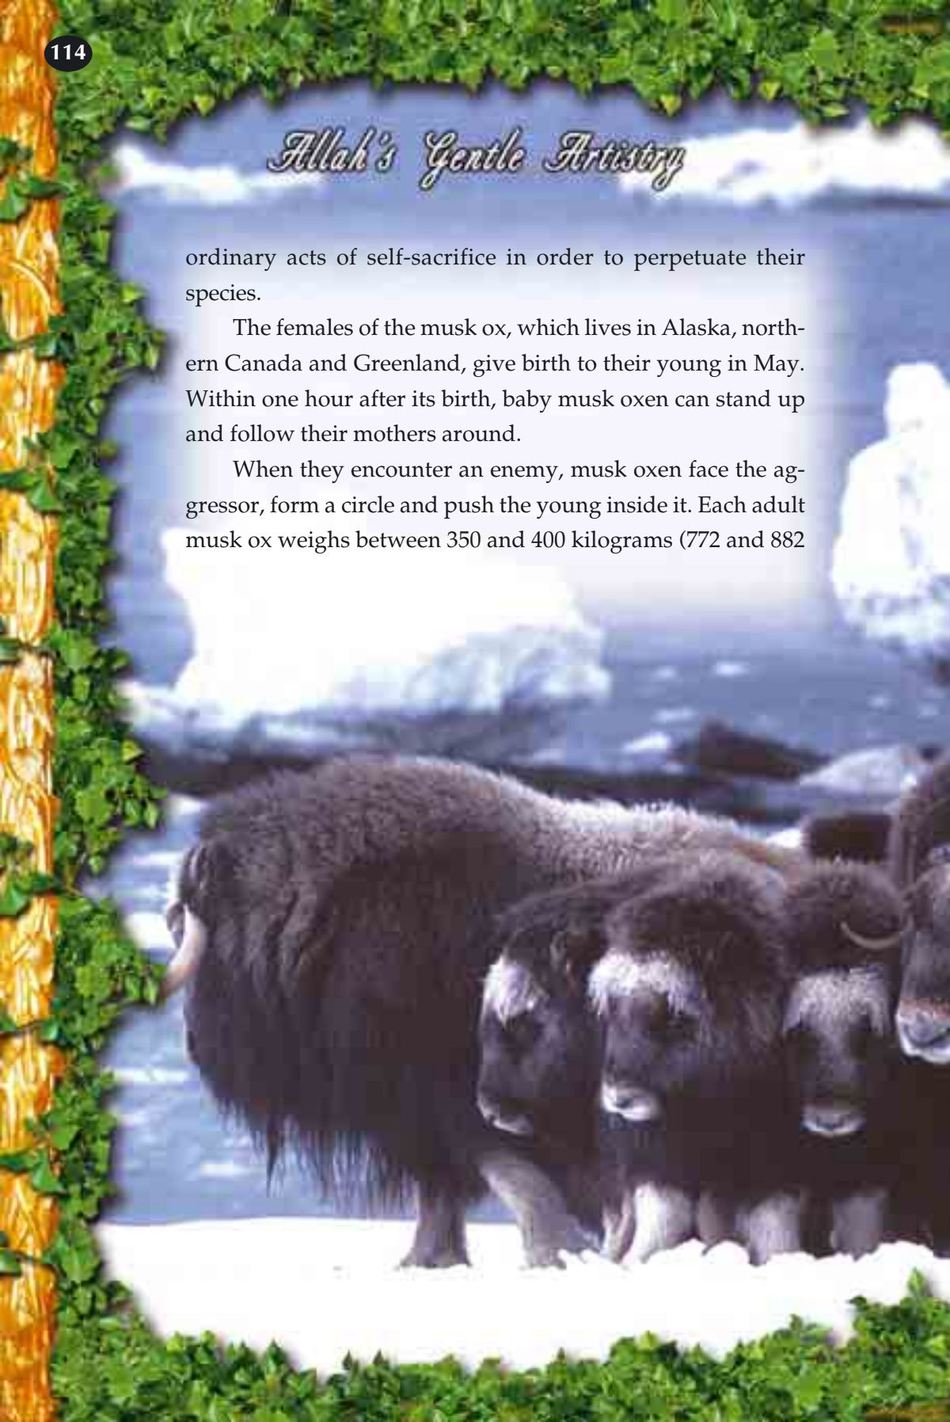 114
Allah's Gentle Artistry
ordinary acts of self-sacrifice in order to perpetuate their
species.
The females of the musk ox, which lives in Alaska, north-
ern Canada and Greenland, give birth to their young in May.
Within one hour after its birth, baby musk oxen can stand up
and follow their mothers around.
When they encounter an enemy, musk oxen face the ag-
gressor, form a circle and push the young inside it. Each adult
musk ox weighs between 350 and 400 kilograms (772 and 882